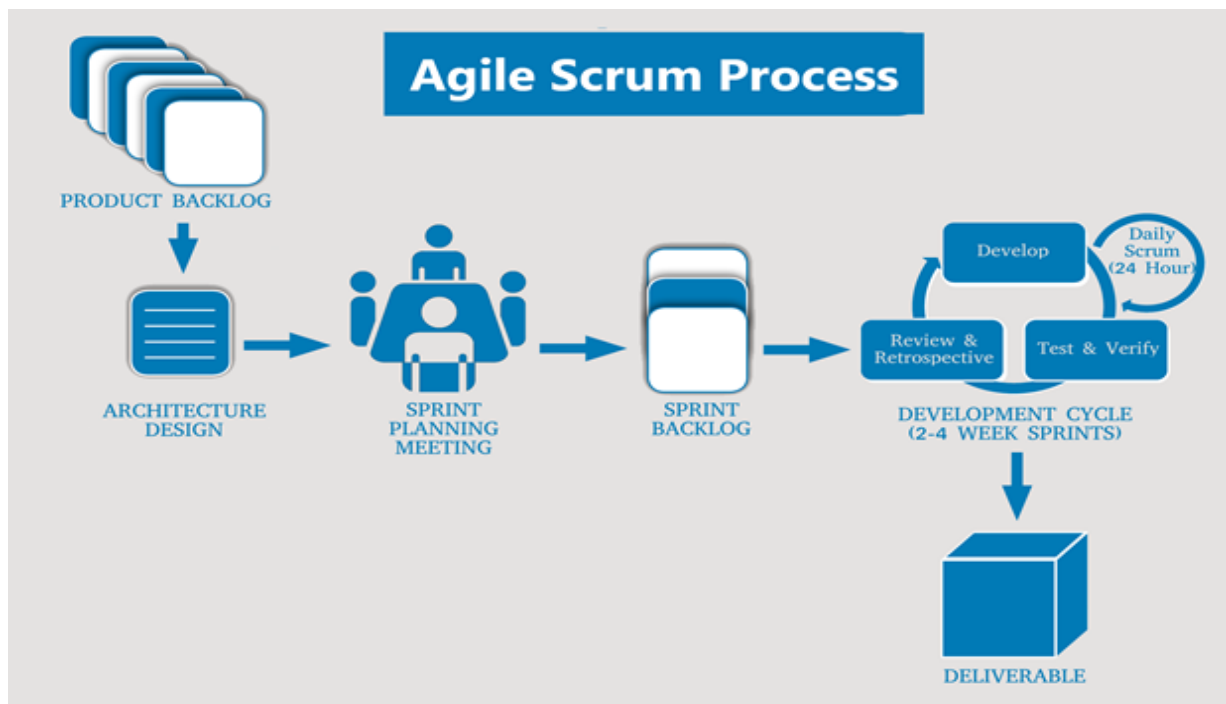 Agile Scrum Process
PRODUCT BACKLOG
ARCHITECTURE
DESIGN
SPRINT
PLANNING
MEETING
SPRINT
BACKLOG
Develop
Daily
Scrum
(24 Hour)
Review &
Retrospective
Test & Verify
DEVELOPMENT CYCLE
(2-4 WEEK SPRINTS)
DELIVERABLE